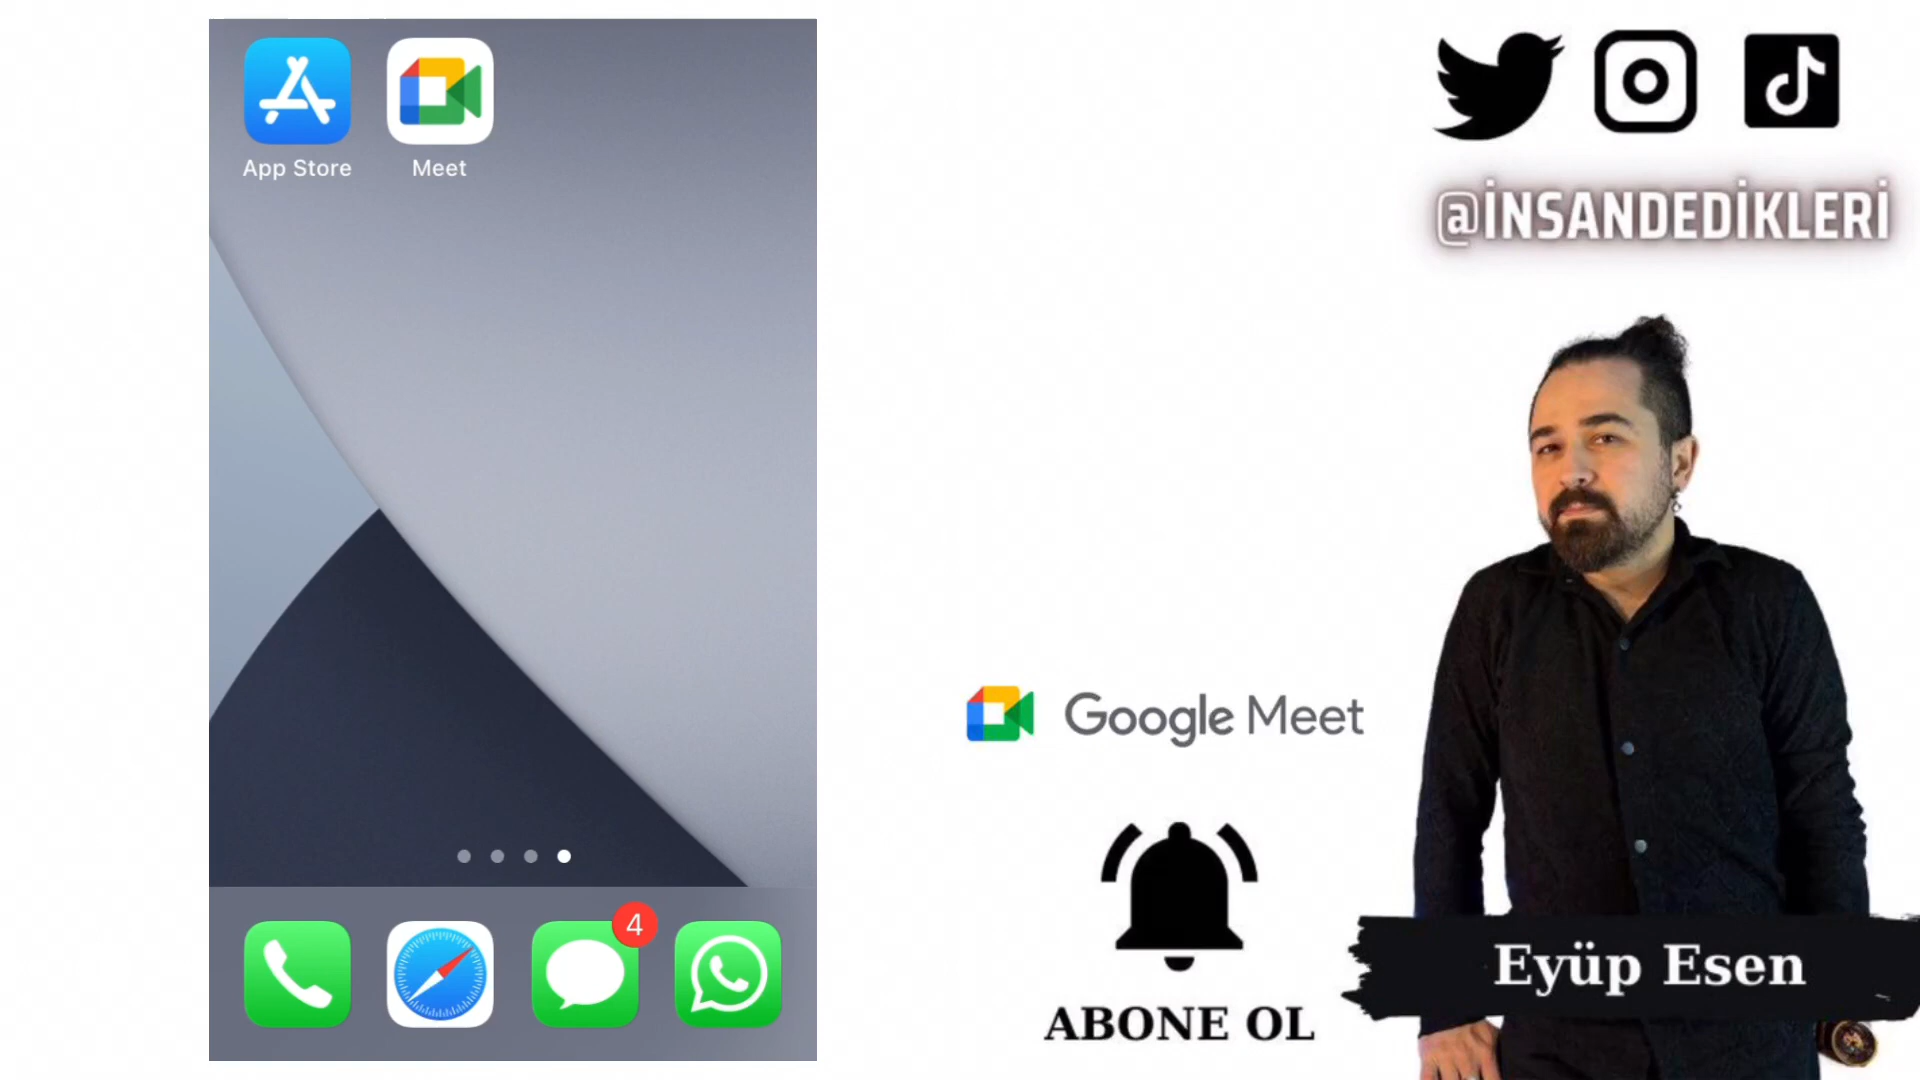 App Store
Meet
4
@İNSANDEDİKLERİ
Google Meet
ABONE OL
Eyüp Esen